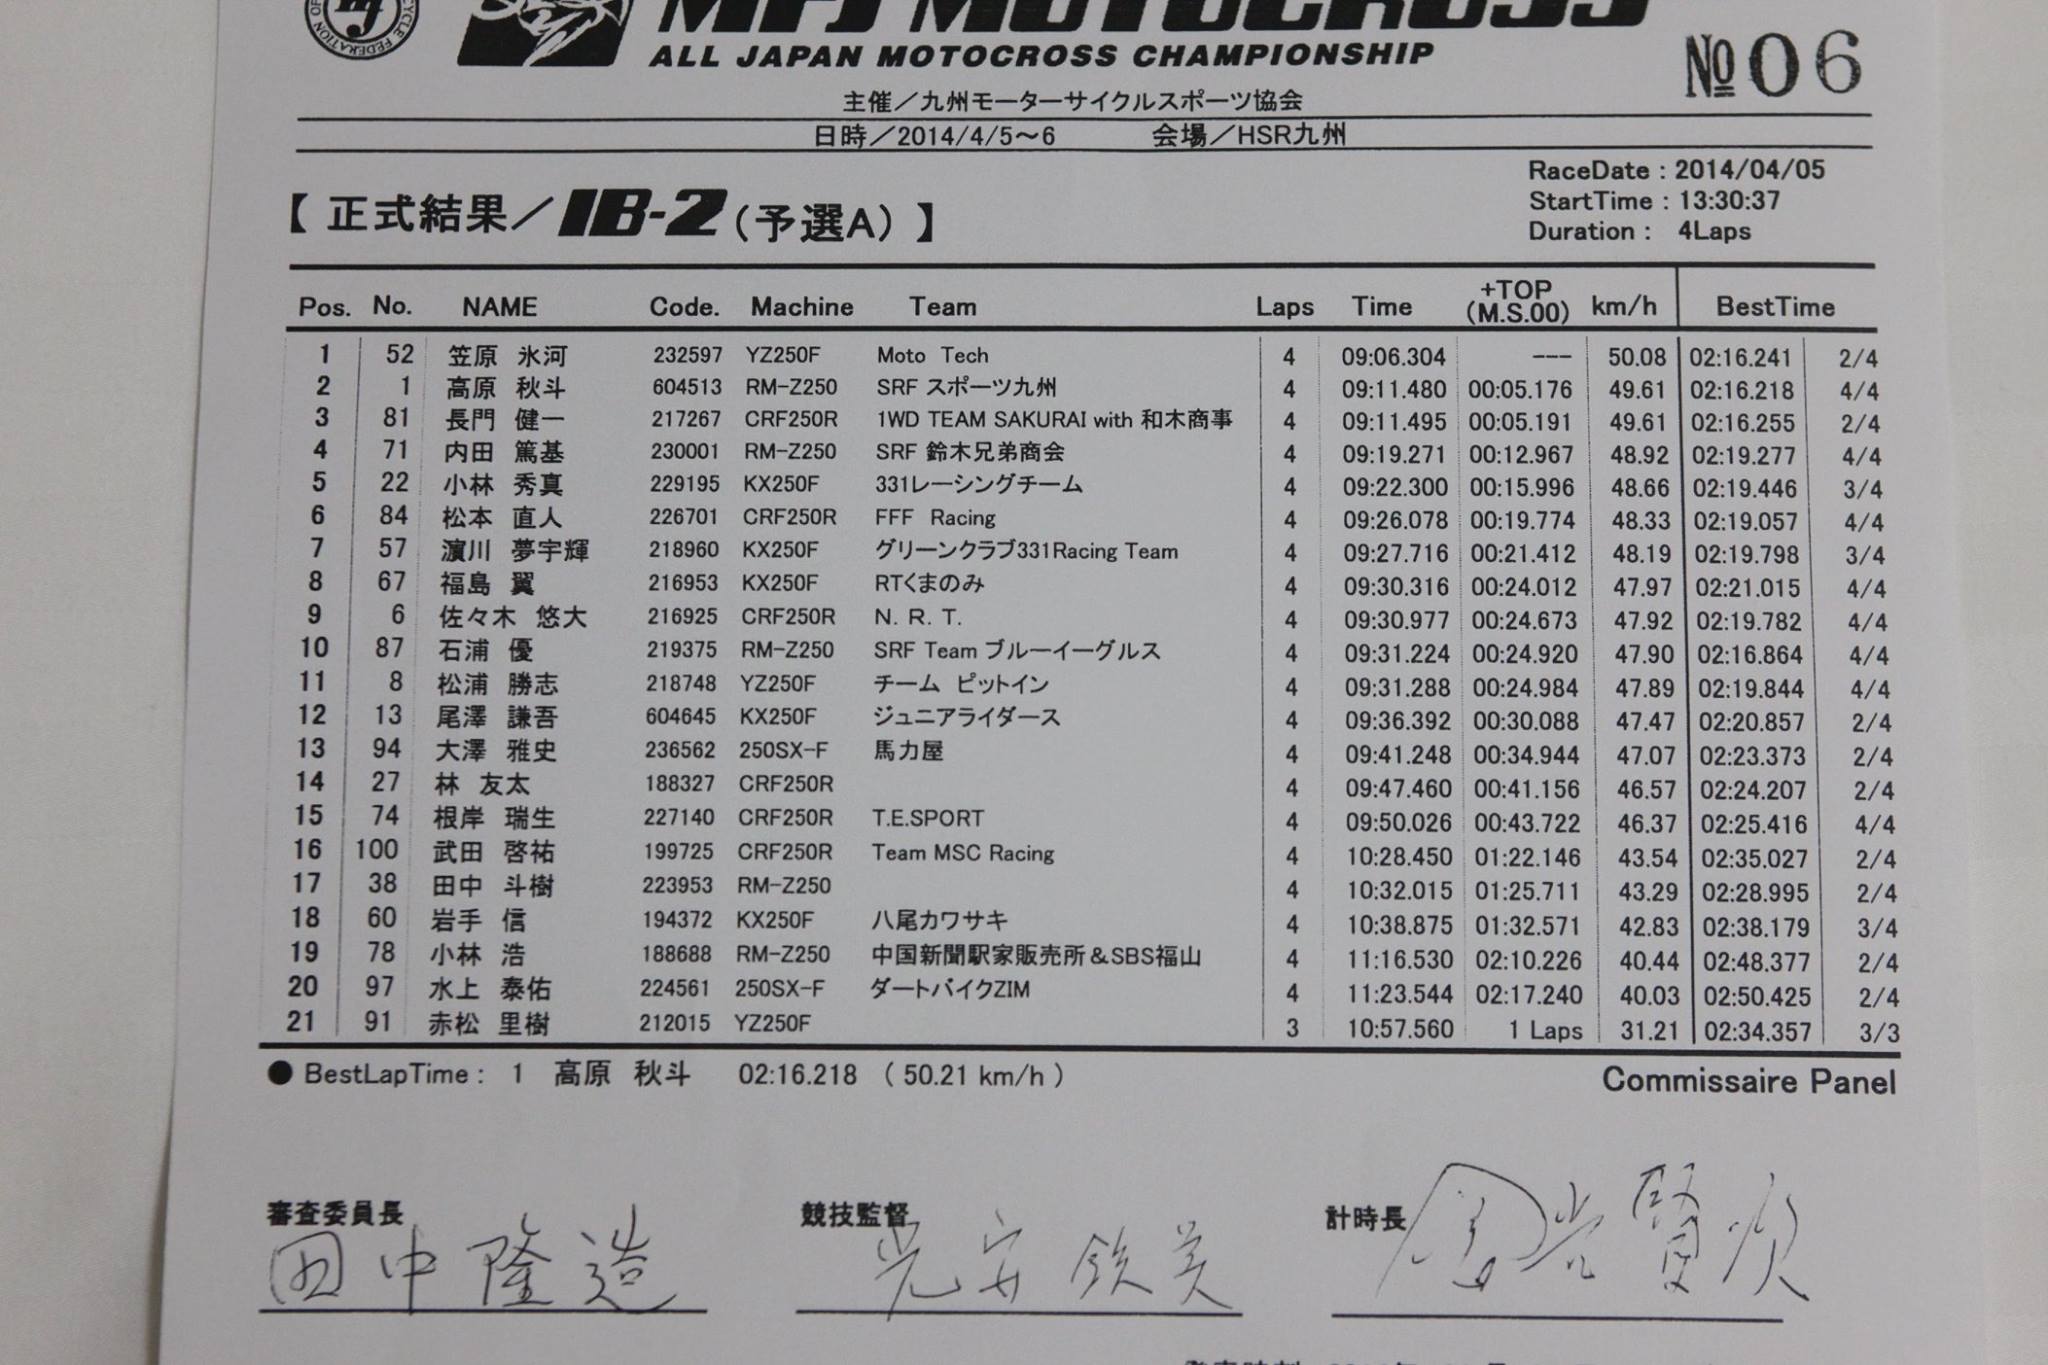 MFJ MOTOCROSS
ALL JAPAN MOTOCROSS CHAMPIONSHIP
№06
主催／九州モーターサイクルスポーツ協会
日時／2014/4/5～6 会場／HSR九州
RaceDate : 2014/04/05
StartTime : 13:30:37
Duration : 4Laps
【 正式結果／IB-2（予選A）】
Pos. No. NAME Code. Machine Team Laps Time +TOP (M.S.00) km/h BestTime
1 52 笠原 氷河 232597 YZ250F Moto Tech 4 09:06.304 --- 50.08 02:16.241 2/4
2 1 高原 秋斗 604513 RM-Z250 SRF スポーツ九州 4 09:11.480 00:05.176 49.61 02:16.218 4/4
3 81 長門 健一 217267 CRF250R 1WD TEAM SAKURAI with 和木商事 4 09:11.495 00:05.191 49.61 02:16.255 2/4
4 71 内田 篤基 230001 RM-Z250 SRF 鈴木兄弟商会 4 09:19.271 00:12.967 48.92 02:19.277 4/4
5 22 小林 秀真 229195 KX250F 331レーシングチーム 4 09:22.300 00:15.996 48.66 02:19.446 3/4
6 84 松本 直人 226701 CRF250R FFF Racing 4 09:26.078 00:19.774 48.33 02:19.057 4/4
7 57 濵川 夢宇輝 218960 KX250F グリーンクラブ331Racing Team 4 09:27.716 00:21.412 48.19 02:19.798 3/4
8 67 福島 翼 216953 KX250F RTくまのみ 4 09:30.316 00:24.012 47.97 02:21.015 4/4
9 6 佐々木 悠大 216925 CRF250R N. R. T. 4 09:30.977 00:24.673 47.92 02:19.782 4/4
10 87 石浦 優 219375 RM-Z250 SRF Team ブルーイーグルス 4 09:31.224 00:24.920 47.90 02:16.864 4/4
11 8 松浦 勝志 218748 YZ250F チーム ピットイン 4 09:31.288 00:24.984 47.89 02:19.844 4/4
12 13 尾澤 謙吾 604645 KX250F ジュニアライダース 4 09:36.392 00:30.088 47.47 02:20.857 2/4
13 94 大澤 雅史 236562 250SX-F 馬力屋 4 09:41.248 00:34.944 47.07 02:23.373 2/4
14 27 林 友太 188327 CRF250R 4 09:47.460 00:41.156 46.57 02:24.207 2/4
15 74 根岸 瑞生 227140 CRF250R T.E.SPORT 4 09:50.026 00:43.722 46.37 02:25.416 4/4
16 100 武田 啓祐 199725 CRF250R Team MSC Racing 4 10:28.450 01:22.146 43.54 02:35.027 2/4
17 38 田中 斗樹 223953 RM-Z250 4 10:32.015 01:25.711 43.29 02:28.995 2/4
18 60 岩手 信 194372 KX250F 八尾カワサキ 4 10:38.875 01:32.571 42.83 02:38.179 3/4
19 78 小林 浩 188688 RM-Z250 中国新聞駅家販売所＆SBS福山 4 11:16.530 02:10.226 40.44 02:48.377 2/4
20 97 水上 泰佑 224561 250SX-F ダートバイクZIM 4 11:23.544 02:17.240 40.03 02:50.425 2/4
21 91 赤松 里樹 212015 YZ250F 3 10:57.560 1 Laps 31.21 02:34.357 3/3
● BestLapTime : 1 高原 秋斗 02:16.218 ( 50.21 km/h )
Commissaire Panel
審査委員長 田中隆造
競技監督 光安鉄美
計時長 岩賢次